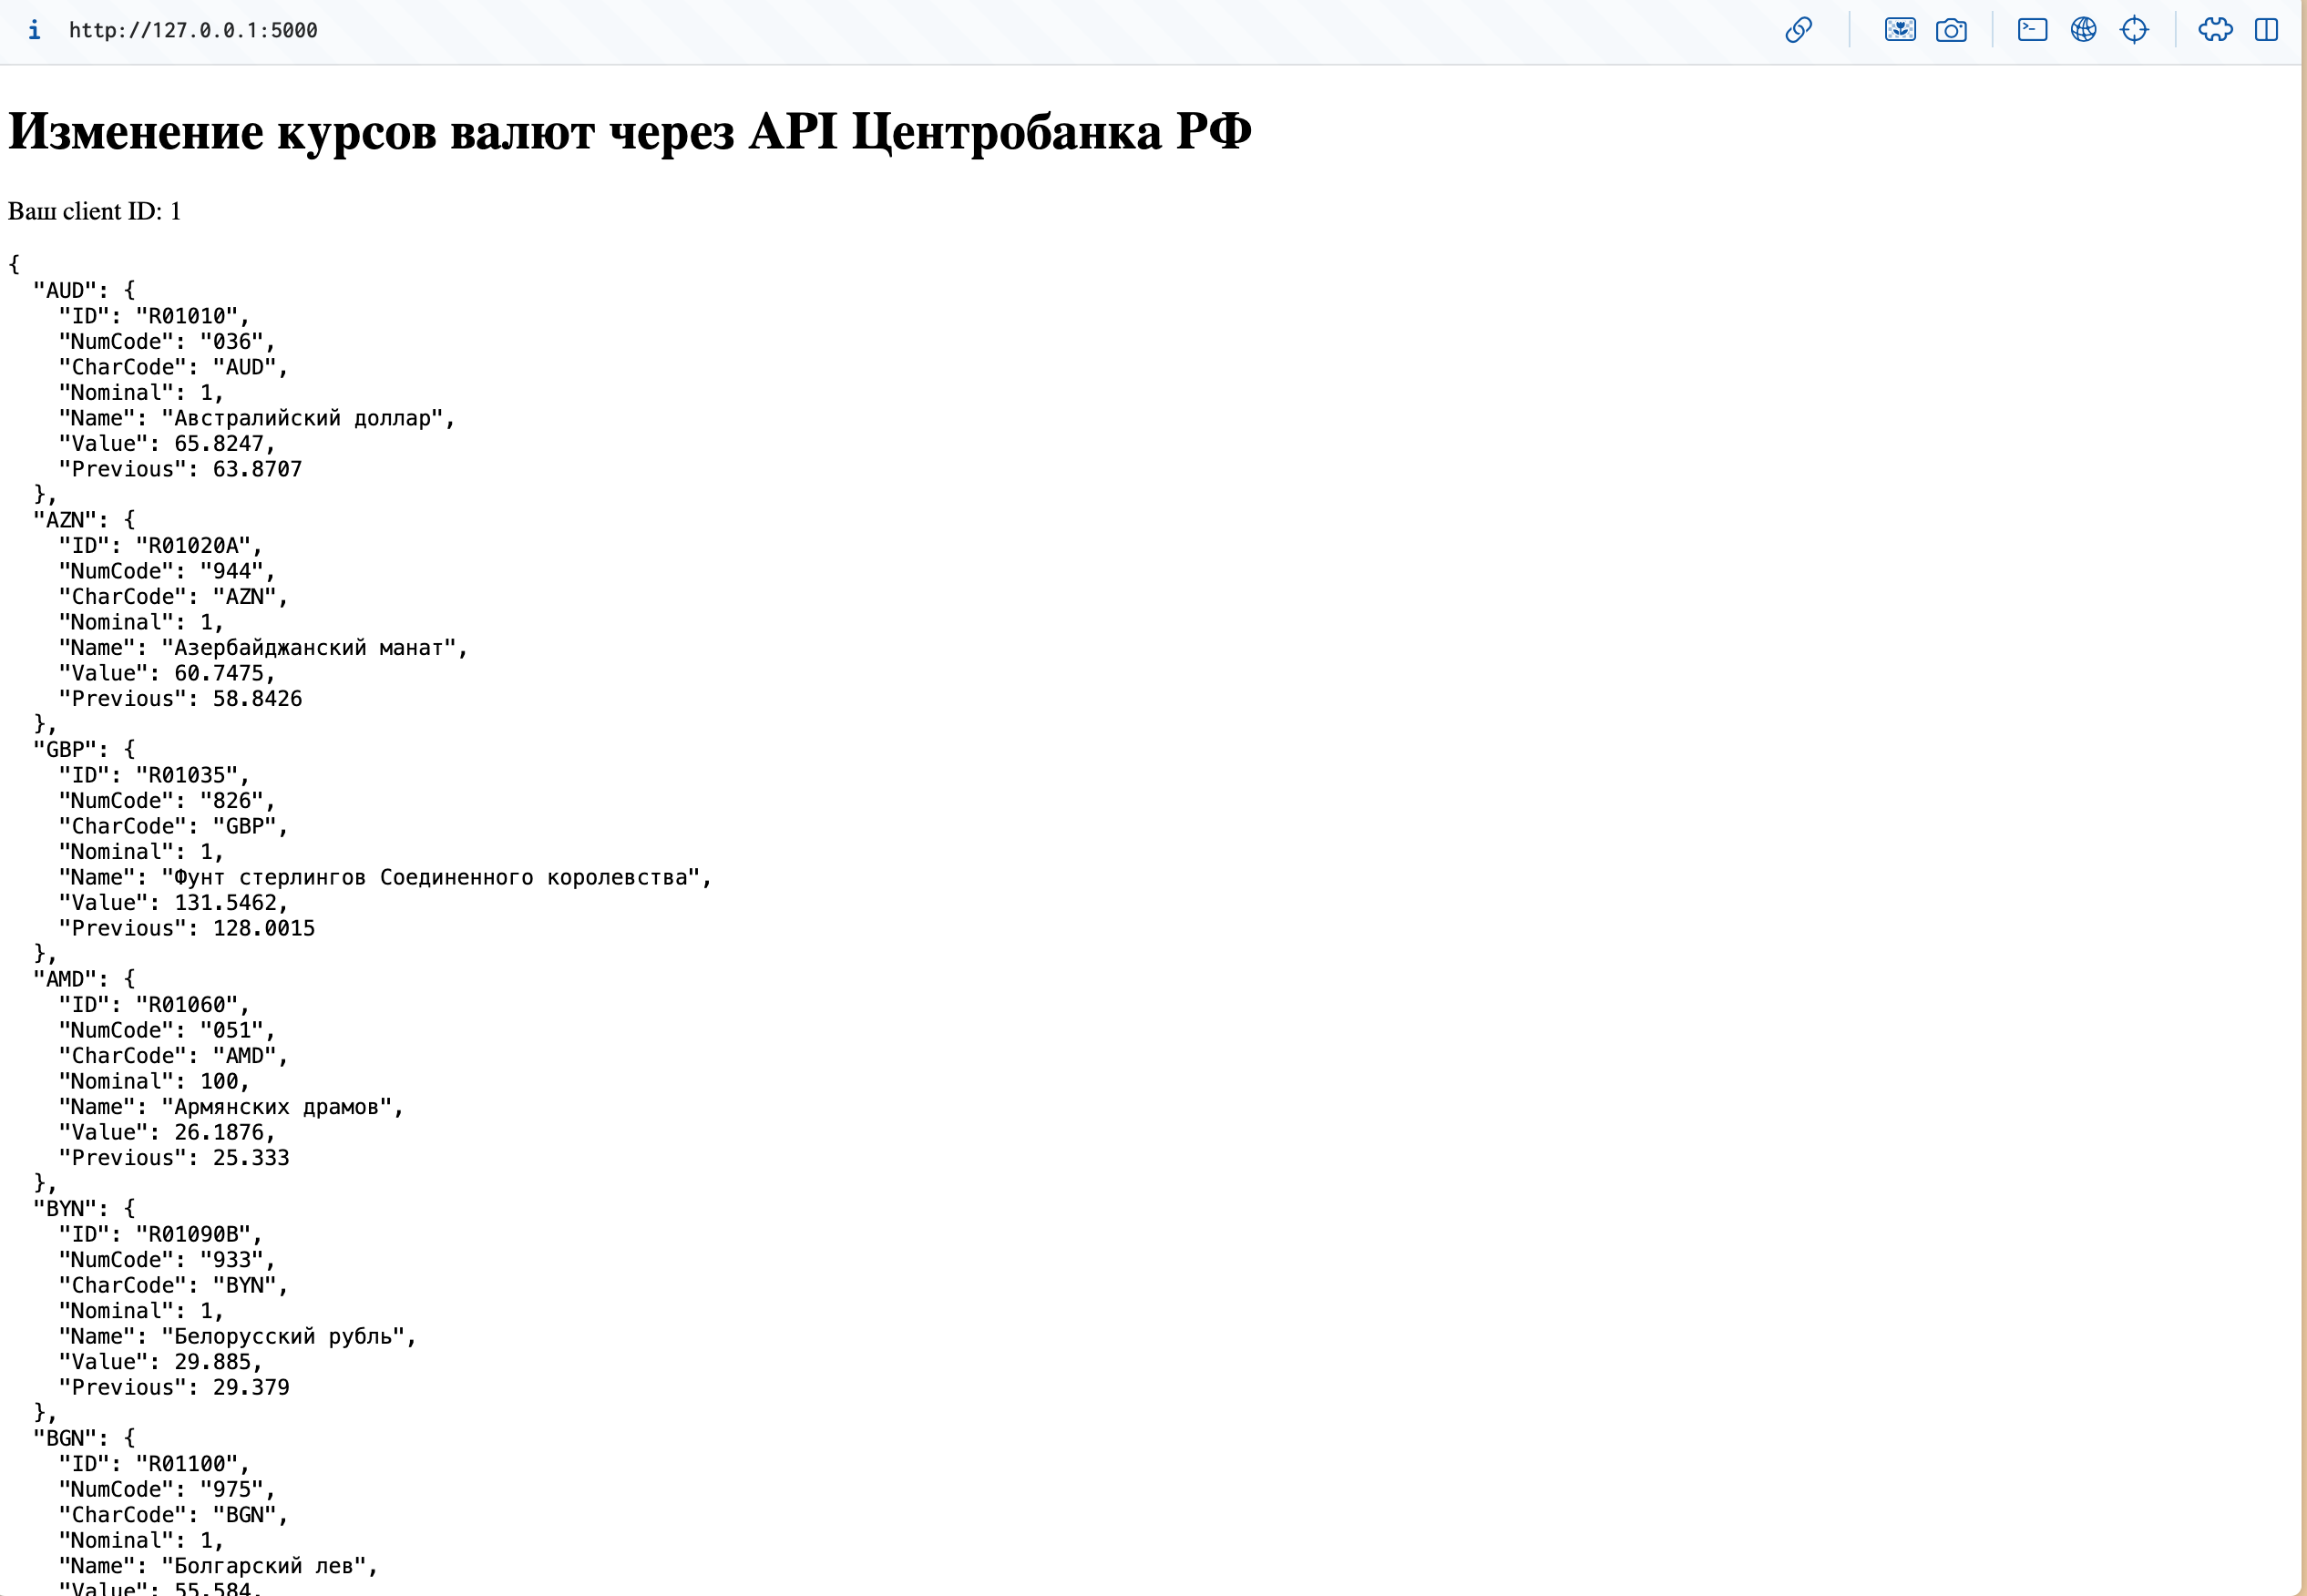 i http://127.0.0.1:5000
Изменение курсов валют через API Центробанка РФ
Ваш client ID: 1
{
  "AUD": {
    "ID": "R01010",
    "NumCode": "036",
    "CharCode": "AUD",
    "Nominal": 1,
    "Name": "Австралийский доллар",
    "Value": 65.8247,
    "Previous": 63.8707
  },
  "AZN": {
    "ID": "R01020A",
    "NumCode": "944",
    "CharCode": "AZN",
    "Nominal": 1,
    "Name": "Азербайджанский манат",
    "Value": 60.7475,
    "Previous": 58.8426
  },
  "GBP": {
    "ID": "R01035",
    "NumCode": "826",
    "CharCode": "GBP",
    "Nominal": 1,
    "Name": "Фунт стерлингов Соединенного королевства",
    "Value": 131.5462,
    "Previous": 128.0015
  },
  "AMD": {
    "ID": "R01060",
    "NumCode": "051",
    "CharCode": "AMD",
    "Nominal": 100,
    "Name": "Армянских драмов",
    "Value": 26.1876,
    "Previous": 25.333
  },
  "BYN": {
    "ID": "R01090B",
    "NumCode": "933",
    "CharCode": "BYN",
    "Nominal": 1,
    "Name": "Белорусский рубль",
    "Value": 29.885,
    "Previous": 29.379
  },
  "BGN": {
    "ID": "R01100",
    "NumCode": "975",
    "CharCode": "BGN",
    "Nominal": 1,
    "Name": "Болгарский лев",
    "Value": 55.584,